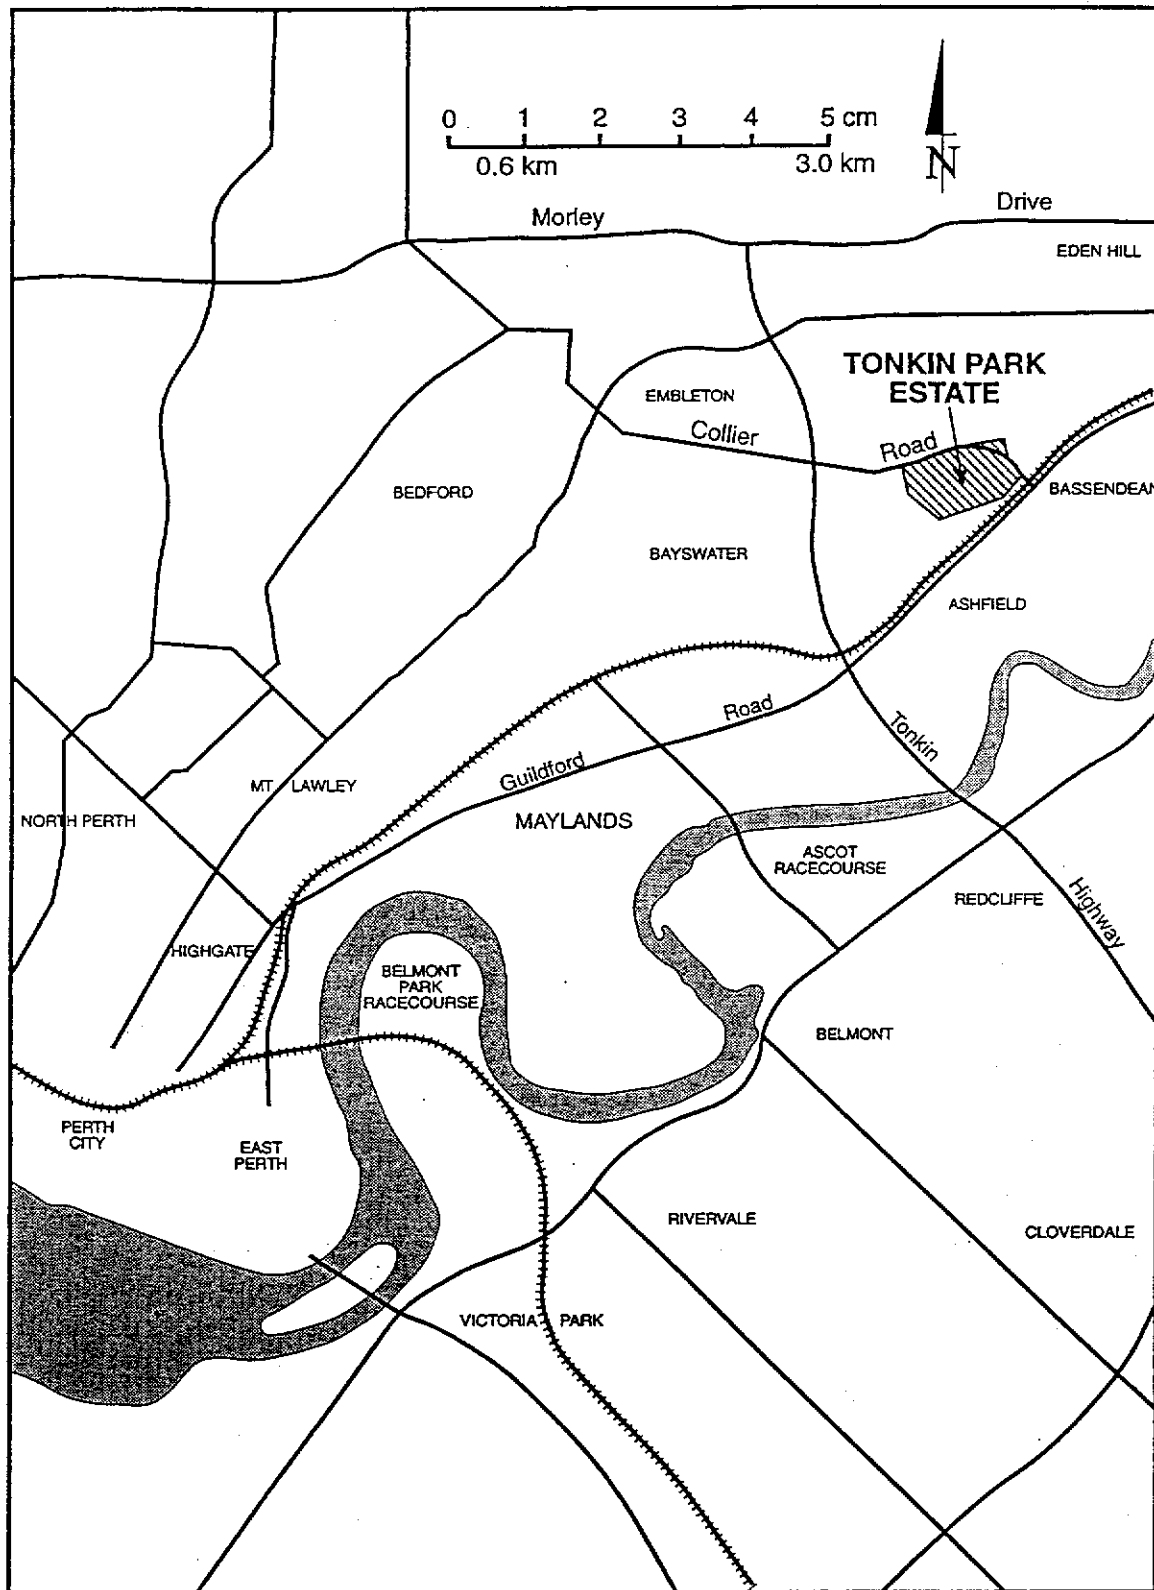 0 1 2 3 4 5 cm
0.6 km 3.0 km
N
Morley Drive
EDEN HILL
TONKIN PARK
ESTATE
EMBLETON
Collier Road
BEDFORD
BASSENDEAN
BAYSWATER
ASHFIELD
Guildford Road
Tonkin Highway
MT LAWLEY
NORTH PERTH
MAYLANDS
ASCOT
RACECOURSE
REDCLIFFE
HIGHGATE
BELMONT
PARK
RACECOURSE
BELMONT
PERTH
CITY
EAST
PERTH
RIVERVALE
CLOVERDALE
VICTORIA PARK